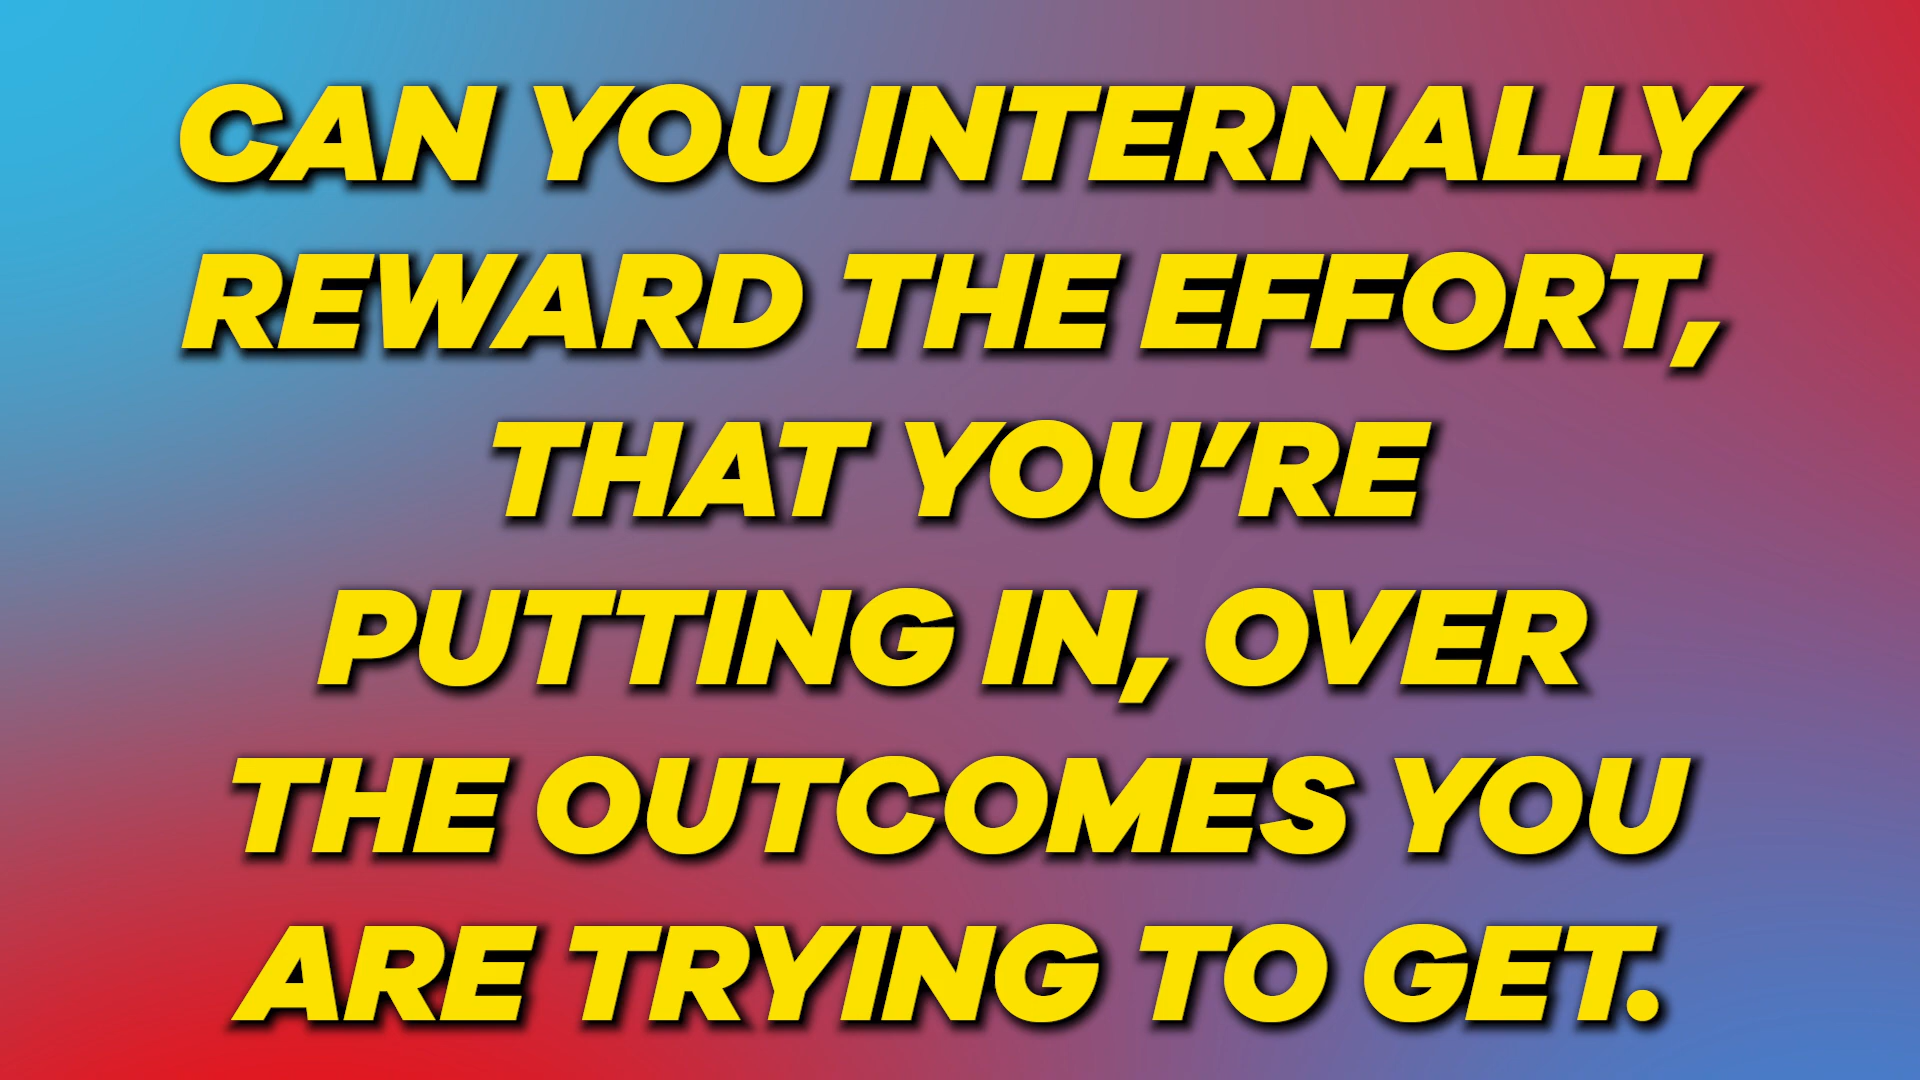 CAN YOU INTERNALLY
REWARD THE EFFORT,
THAT YOU’RE
PUTTING IN, OVER
THE OUTCOMES YOU
ARE TRYING TO GET.